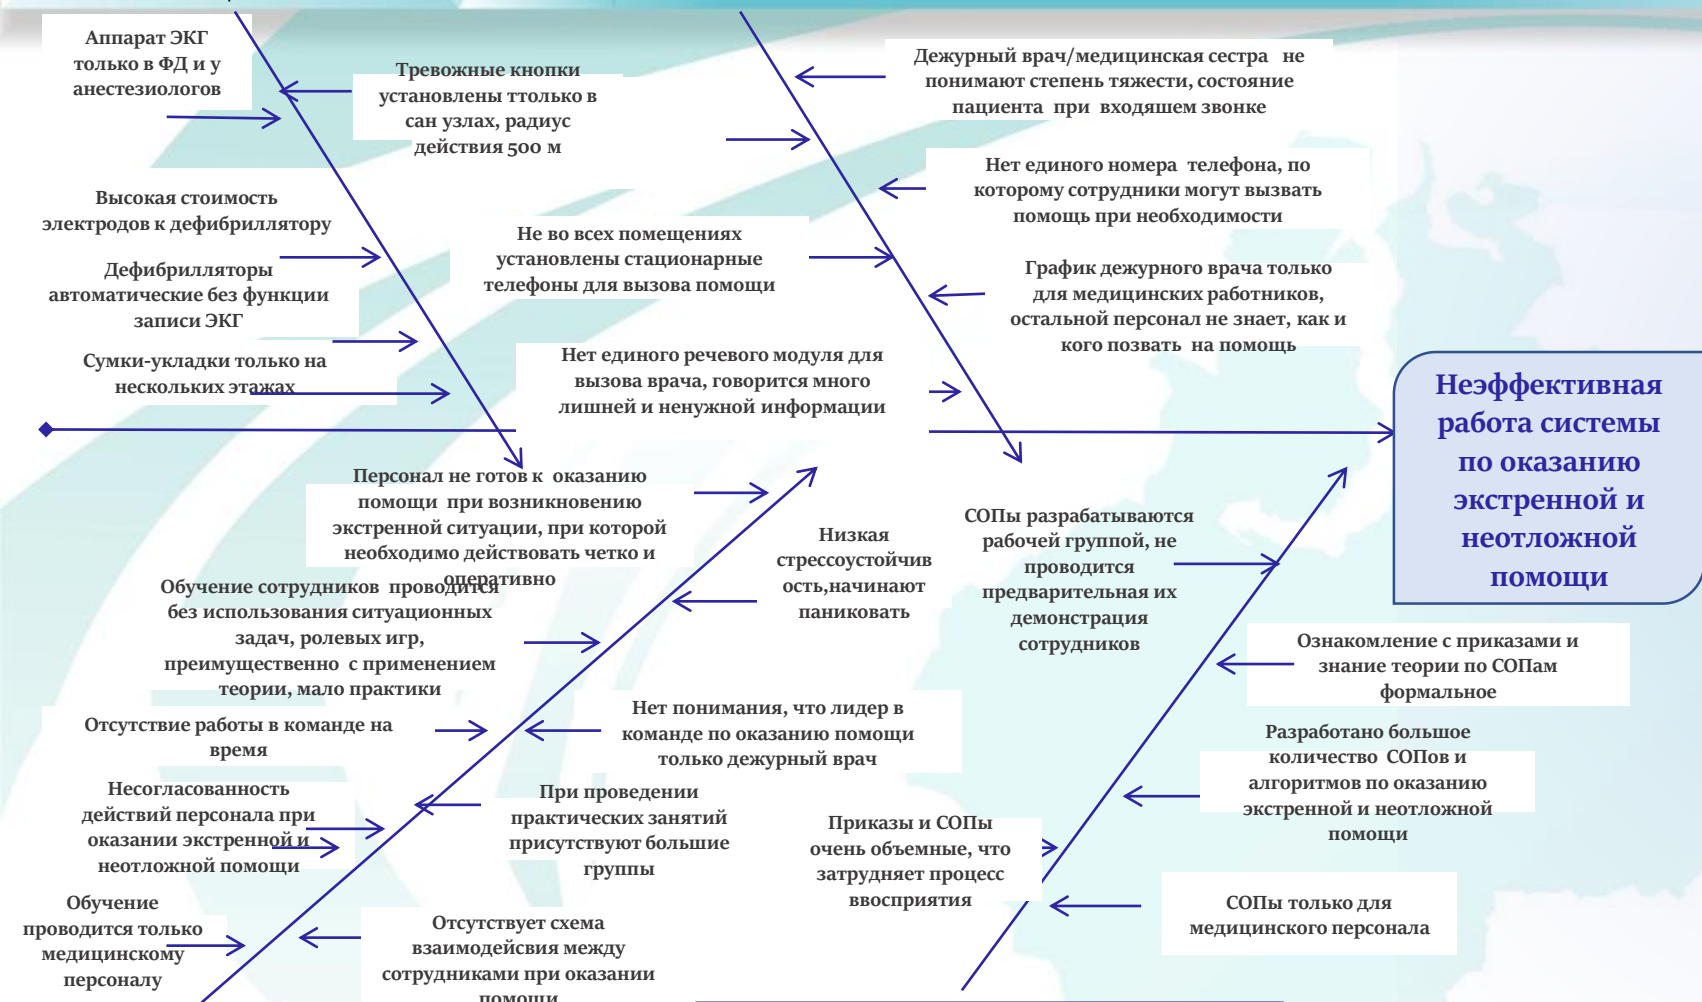 Аппарат ЭКГ
только в ФД и у
анестезиологов
Тревожные кнопки
установлены ттолько в
сан узлах, радиус
действия 500 м
Высокая стоимость
электродов к дефибриллятору
Дефибрилляторы
автоматические без функции
записи ЭКГ
Сумки-укладки только на
нескольких этажах
Дежурный врач/медицинская сестра не
понимают степень тяжести, состояние
пациента при входяшем звонке
Нет единого номера телефона, по
которому сотрудники могут вызвать
помощь при необходимости
Не во всех помещениях
установлены стационарные
телефоны для вызова помощи
График дежурного врача только
для медицинских работников,
остальной персонал не знает, как и
кого позвать на помощь
Нет единого речевого модуля для
вызова врача, говорится много
лишней и ненужной информации
Неэффективная
работа системы
по оказанию
экстренной и
неотложной
помощи
Персонал не готов к оказанию
помощи при возникновению
экстренной ситуации, при которой
необходимо действовать четко и
оперативно
Низкая
стрессоустойчив
ость,начинают
паниковать
Обучение сотрудников проводится
без использования ситуационных
задач, ролевых игр,
преимущественно с применением
теории, мало практики
Отсутствие работы в команде на
время
Нет понимания, что лидер в
команде по оказанию помощи
только дежурный врач
Несогласованность
действий персонала при
оказании экстренной и
неотложной помощи
При проведении
практических занятий
присутствуют большие
группы
Обучение
проводится только
медицинскому
персоналу
Отсутствует схема
взаимодейсвия между
сотрудниками при оказании
помощи
СОПы разрабатываются
рабочей группой, не
проводится
предварительная их
демонстрация
сотрудников
Ознакомление с приказами и
знание теории по СОПам
формальное
Разработано большое
количество СОПов и
алгоритмов по оказанию
экстренной и неотложной
помощи
Приказы и СОПы
очень объемные, что
затрудняет процесс
ввосприятия
СОПы только для
медицинского персонала